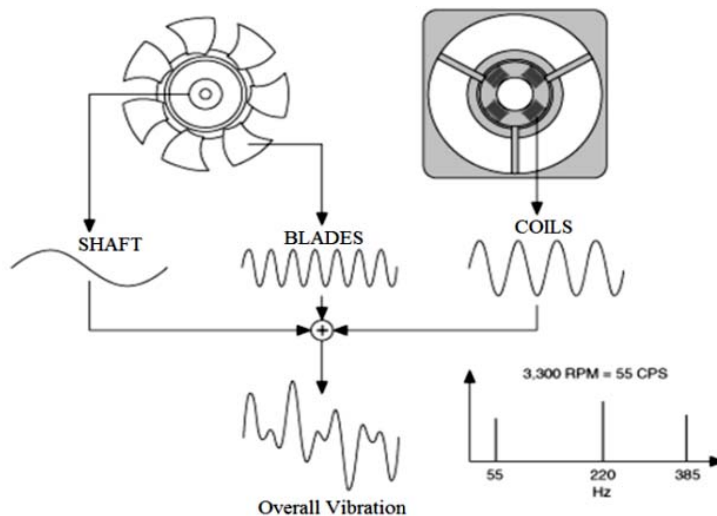 SHAFT
BLADES
COILS
+
3,300 RPM = 55 CPS
55
220
385
Hz
Overall Vibration